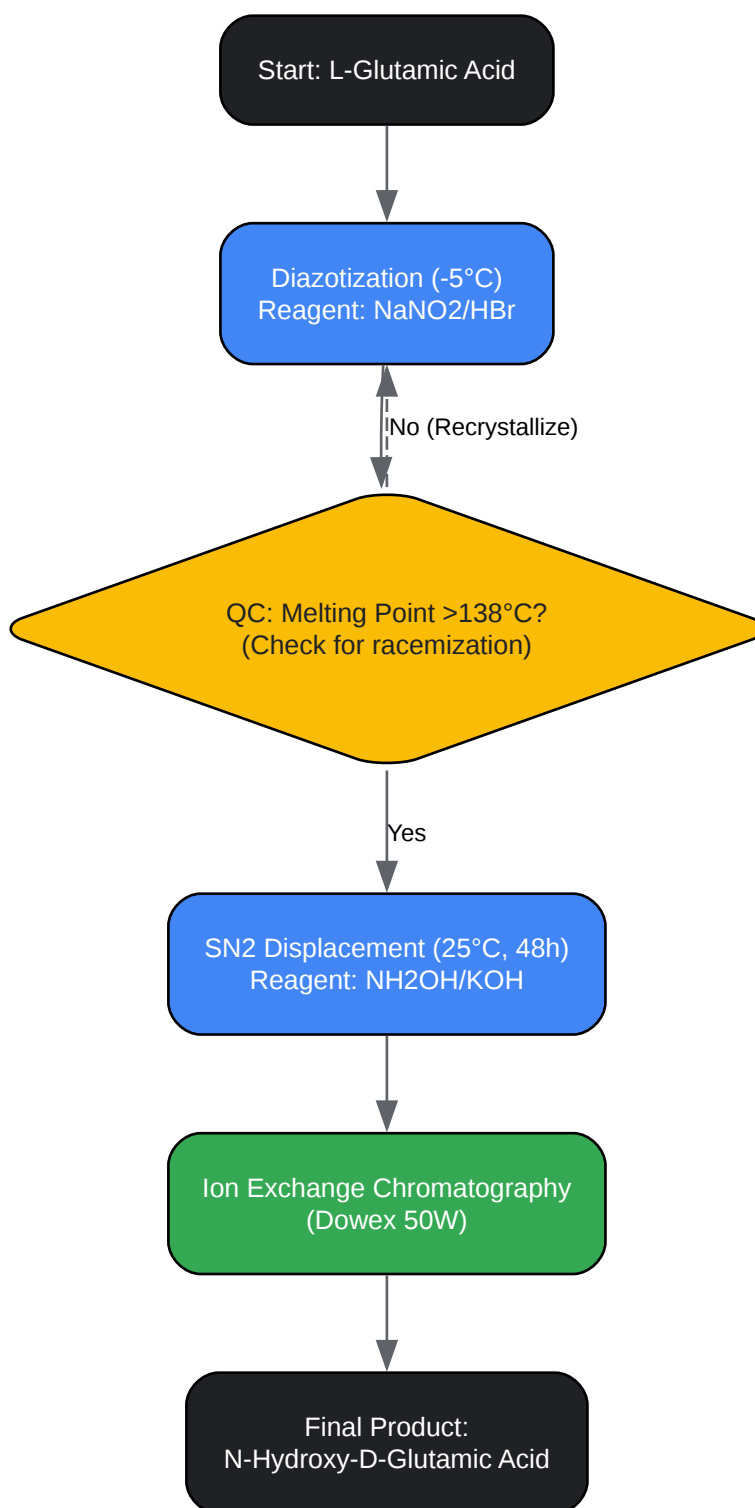 Start: L-Glutamic Acid
Diazotization (-5°C)
Reagent: NaNO2/HBr
No (Recrystallize)
QC: Melting Point >138°C?
(Check for racemization)
Yes
SN2 Displacement (25°C, 48h)
Reagent: NH2OH/KOH
Ion Exchange Chromatography
(Dowex 50W)
Final Product:
N-Hydroxy-D-Glutamic Acid